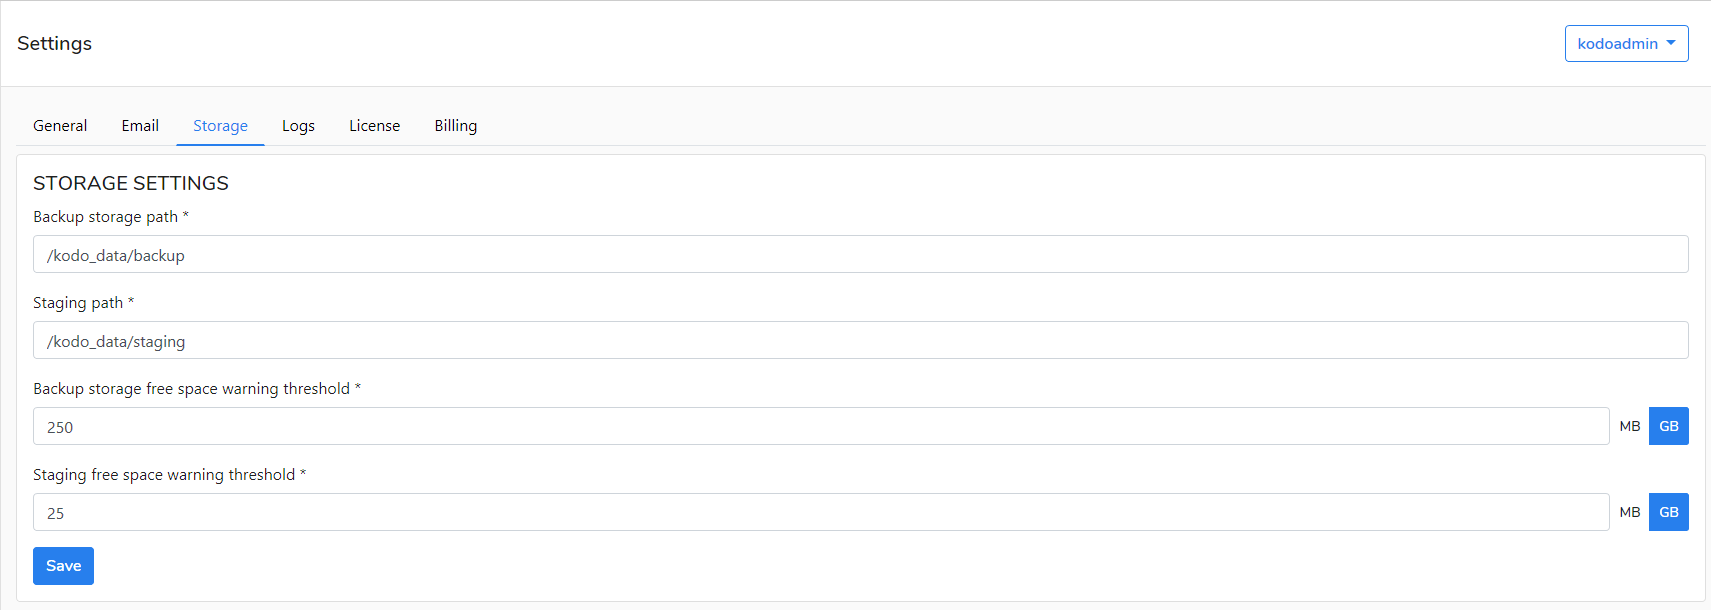 Settings
kodoadmin
General Email Storage Logs License Billing
STORAGE SETTINGS
Backup storage path *
/kodo_data/backup
Staging path *
/kodo_data/staging
Backup storage free space warning threshold *
250 MB GB
Staging free space warning threshold *
25 MB GB
Save